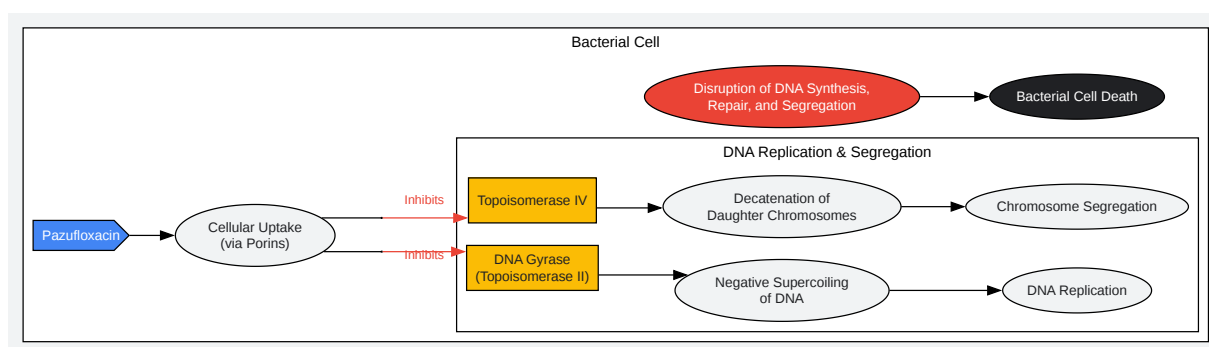 Bacterial Cell
Disruption of DNA Synthesis,
Repair, and Segregation
Bacterial Cell Death
DNA Replication & Segregation
Pazufloxacin
Cellular Uptake
(via Porins)
Inhibits
Topoisomerase IV
Decatenation of
Daughter Chromosomes
Chromosome Segregation
Inhibits
DNA Gyrase
(Topoisomerase II)
Negative Supercoiling
of DNA
DNA Replication